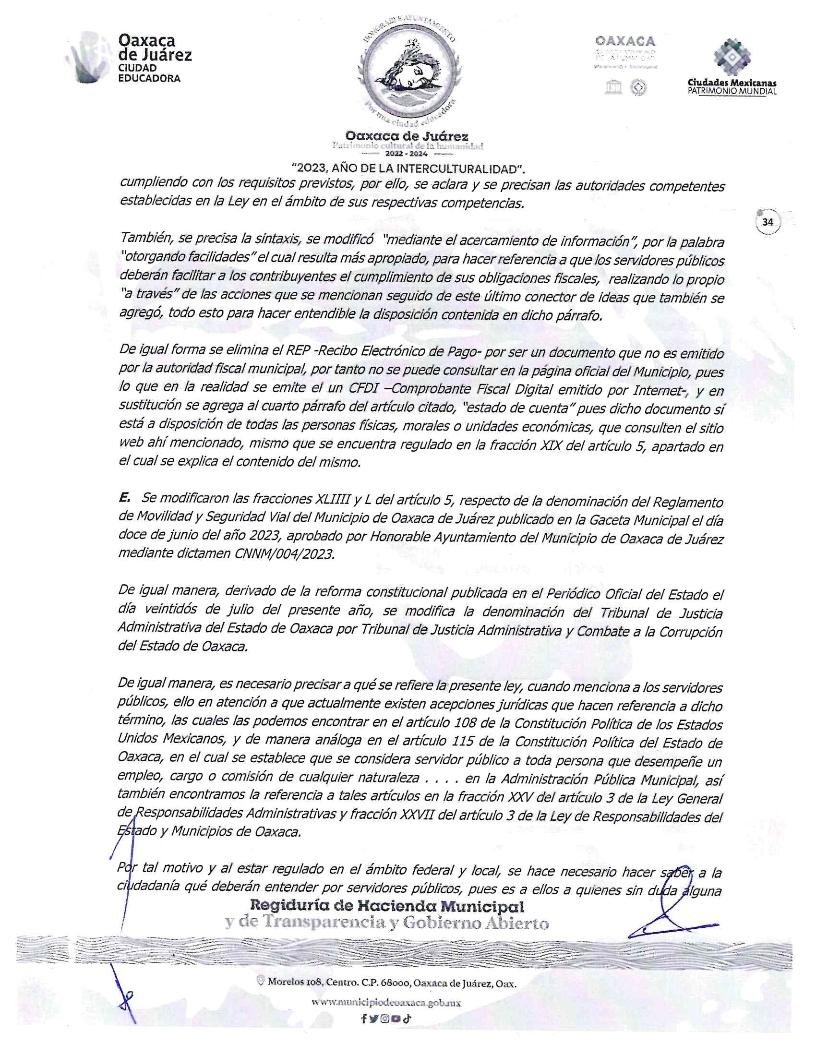 Oaxaca
de Juárez
CIUDAD
EDUCADORA
HONORABLE AYUNTAMIENTO
Por una ciudad educadora
Oaxaca de Juárez
Patrimonio cultural de la humanidad
2022 - 2024
OAXACA
Ciudades Mexicanas
PATRIMONIO MUNDIAL
"2023, AÑO DE LA INTERCULTURALIDAD".
34
cumpliendo con los requisitos previstos, por ello, se aclara y se precisan las autoridades competentes
establecidas en la Ley en el ámbito de sus respectivas competencias.
También, se precisa la sintaxis, se modificó "mediante el acercamiento de información", por la palabra
"otorgando facilidades" el cual resulta más apropiado, para hacer referencia a que los servidores públicos
deberán facilitar a los contribuyentes el cumplimiento de sus obligaciones fiscales, realizando lo propio
"a través" de las acciones que se mencionan seguido de este último conector de ideas que también se
agregó, todo esto para hacer entendible la disposición contenida en dicho párrafo.
De igual forma se elimina el REP -Recibo Electrónico de Pago- por ser un documento que no es emitido
por la autoridad fiscal municipal, por tanto no se puede consultar en la página oficial del Municipio, pues
lo que en la realidad se emite el un CFDI –Comprobante Fiscal Digital emitido por Internet-, y en
sustitución se agrega al cuarto párrafo del artículo citado, "estado de cuenta" pues dicho documento sí
está a disposición de todas las personas físicas, morales o unidades económicas, que consulten el sitio
web ahí mencionado, mismo que se encuentra regulado en la fracción XIX del artículo 5, apartado en
el cual se explica el contenido del mismo.
E. Se modificaron las fracciones XLIIII y L del artículo 5, respecto de la denominación del Reglamento
de Movilidad y Seguridad Vial del Municipio de Oaxaca de Juárez publicado en la Gaceta Municipal el día
doce de junio del año 2023, aprobado por Honorable Ayuntamiento del Municipio de Oaxaca de Juárez
mediante dictamen CNNM/004/2023.
De igual manera, derivado de la reforma constitucional publicada en el Periódico Oficial del Estado el
día veintidós de julio del presente año, se modifica la denominación del Tribunal de Justicia
Administrativa del Estado de Oaxaca por Tribunal de Justicia Administrativa y Combate a la Corrupción
del Estado de Oaxaca.
De igual manera, es necesario precisar a qué se refiere la presente ley, cuando menciona a los servidores
públicos, ello en atención a que actualmente existen acepciones jurídicas que hacen referencia a dicho
término, las cuales las podemos encontrar en el artículo 108 de la Constitución Política de los Estados
Unidos Mexicanos, y de manera análoga en el artículo 115 de la Constitución Política del Estado de
Oaxaca, en el cual se establece que se considera servidor público a toda persona que desempeñe un
empleo, cargo o comisión de cualquier naturaleza . . . . en la Administración Pública Municipal, así
también encontramos la referencia a tales artículos en la fracción XXV del artículo 3 de la Ley General
de Responsabilidades Administrativas y fracción XXVII del artículo 3 de la Ley de Responsabilidades del
Estado y Municipios de Oaxaca.
Por tal motivo y al estar regulado en el ámbito federal y local, se hace necesario hacer saber a la
ciudadanía qué deberán entender por servidores públicos, pues es a ellos a quienes sin duda alguna
Regiduría de Hacienda Municipal
y de Transparencia y Gobierno Abierto
Morelos 108, Centro. C.P. 68000, Oaxaca de Juárez, Oax.
www.municipiodeoaxaca.gob.mx